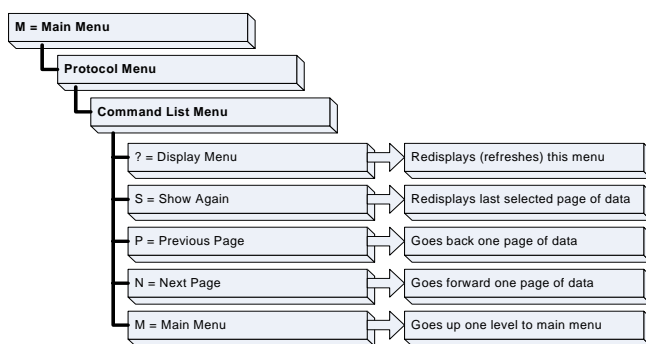 M = Main Menu
Protocol Menu
Command List Menu
? = Display Menu
Redisplays (refreshes) this menu
S = Show Again
Redisplays last selected page of data
P = Previous Page
Goes back one page of data
N = Next Page
Goes forward one page of data
M = Main Menu
Goes up one level to main menu